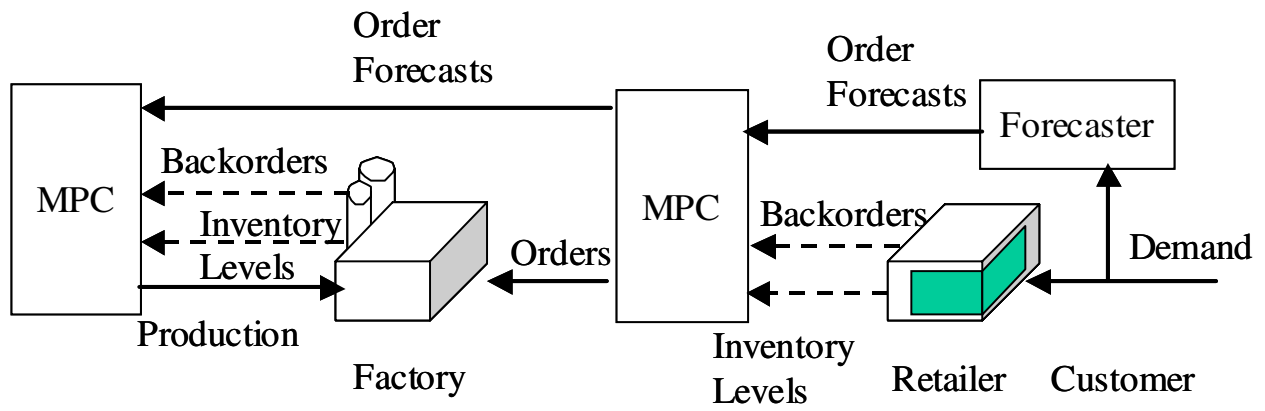 Order
Forecasts
Order
Forecasts
Forecaster
Backorders
MPC
Inventory
Levels
Production
Factory
Orders
MPC
Backorders
Demand
Inventory
Levels
Retailer
Customer